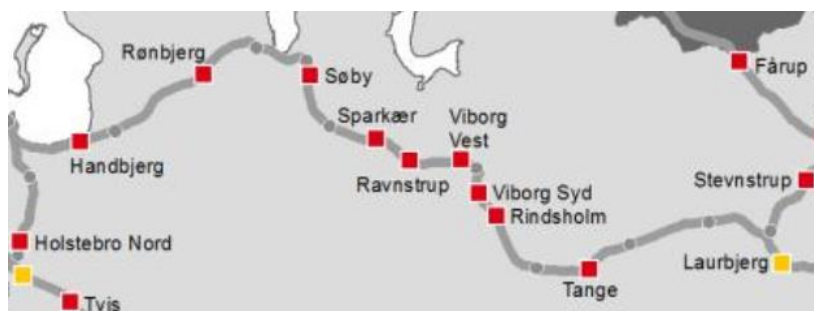 Rønbjerg
Søby
Fårup
Sparkær
Viborg
Vest
Handbjerg
Ravnstrup
Viborg Syd
Stevnstrup
Rindsholm
Holstebro Nord
Laurbjerg
Tange
Tvis